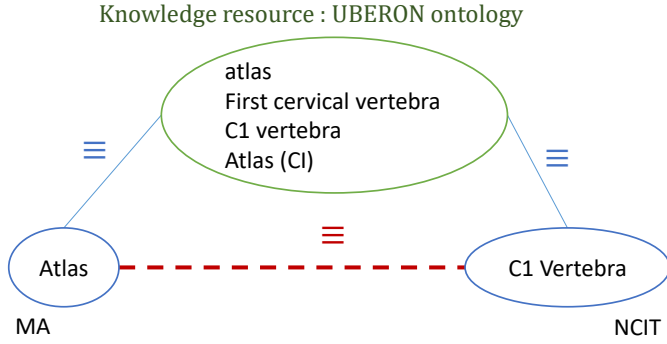 Knowledge resource : UBERON ontology
atlas
First cervical vertebra
C1 vertebra
Atlas (CI)
≡
≡
≡
Atlas
C1 Vertebra
MA
NCIT